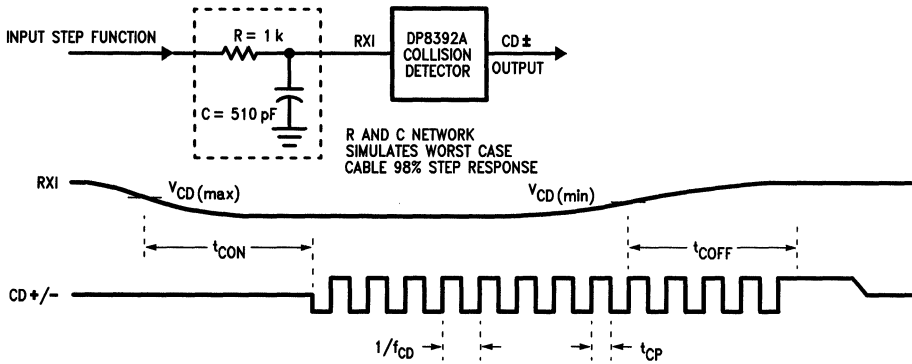 INPUT STEP FUNCTION
R = 1 k
C = 510 pF
RXI
DP8392A
COLLISION
DETECTOR
CD ±
OUTPUT
R AND C NETWORK
SIMULATES WORST CASE
CABLE 98% STEP RESPONSE
RXI
VCD (max)
VCD (min)
tCON
tCOFF
CD +/-
1/fCD
tCP